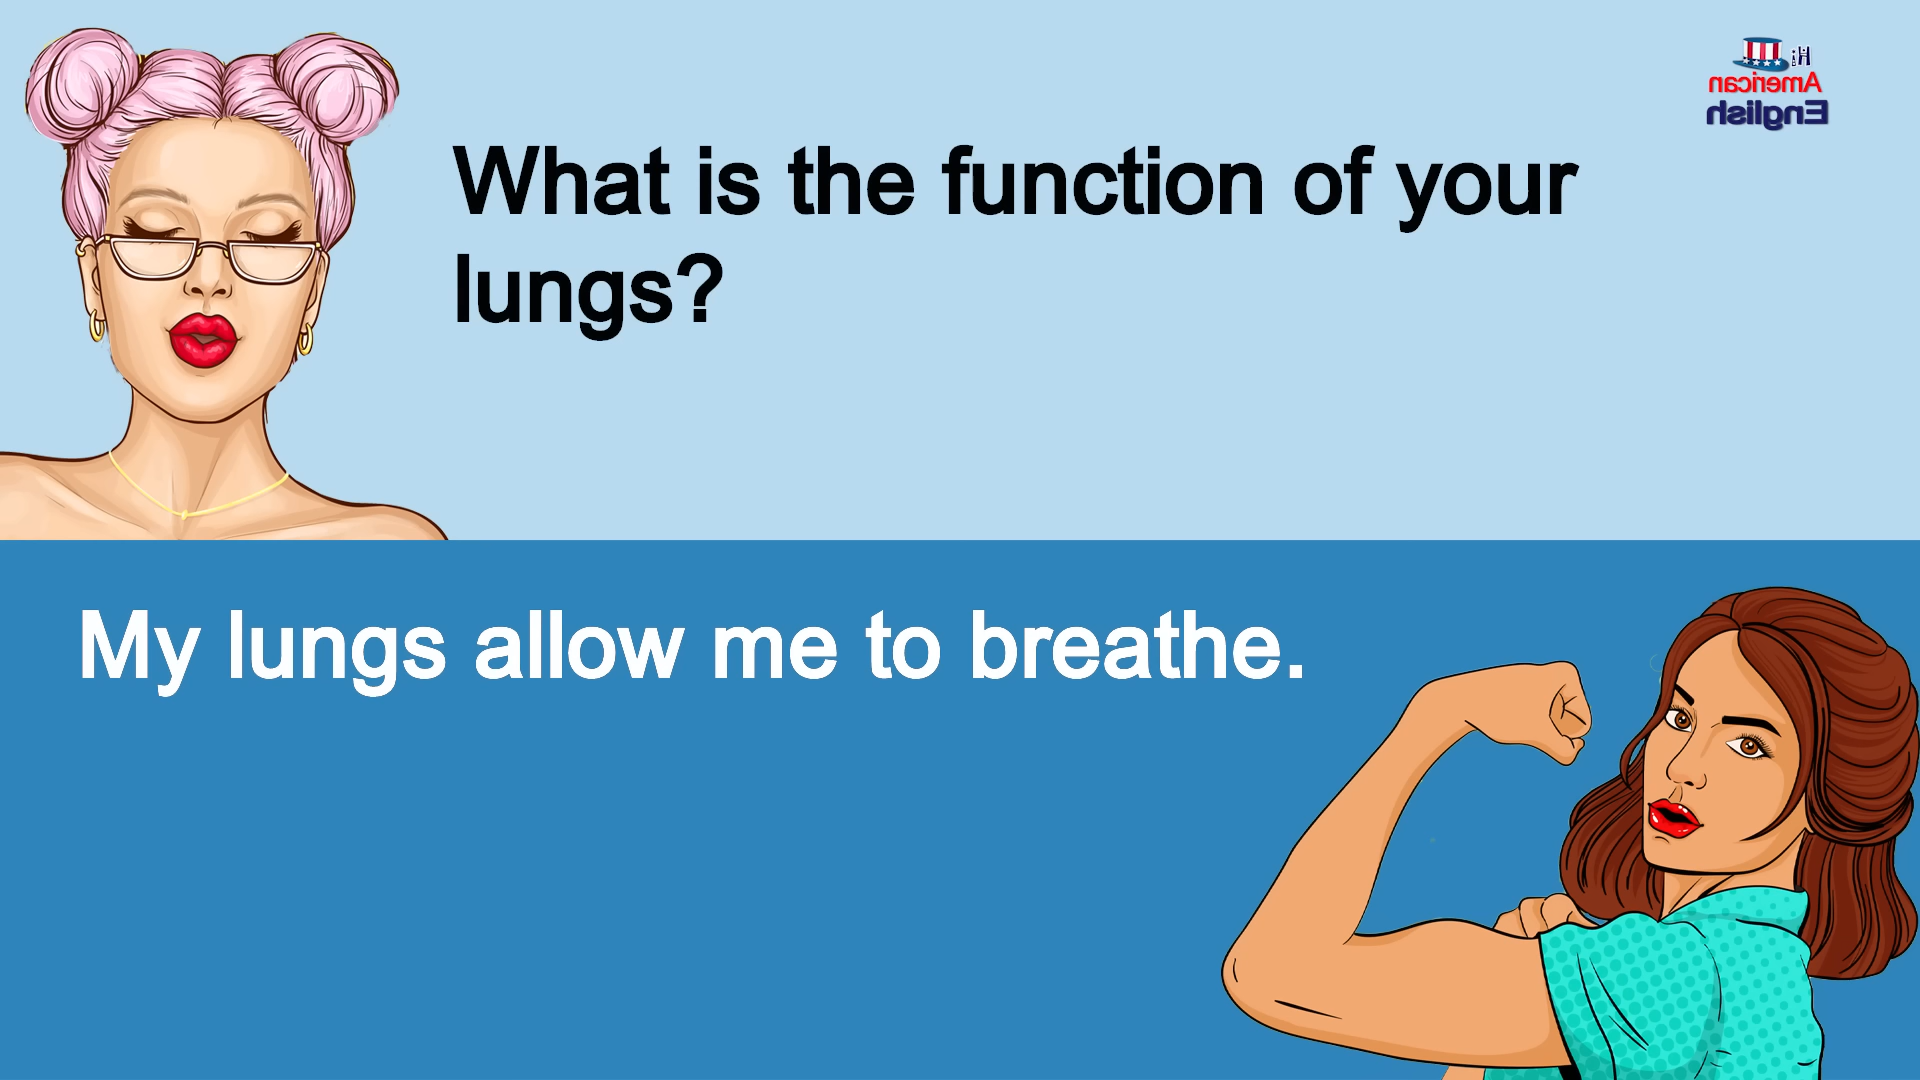 Hi
American
English
What is the function of your
lungs?
My lungs allow me to breathe.